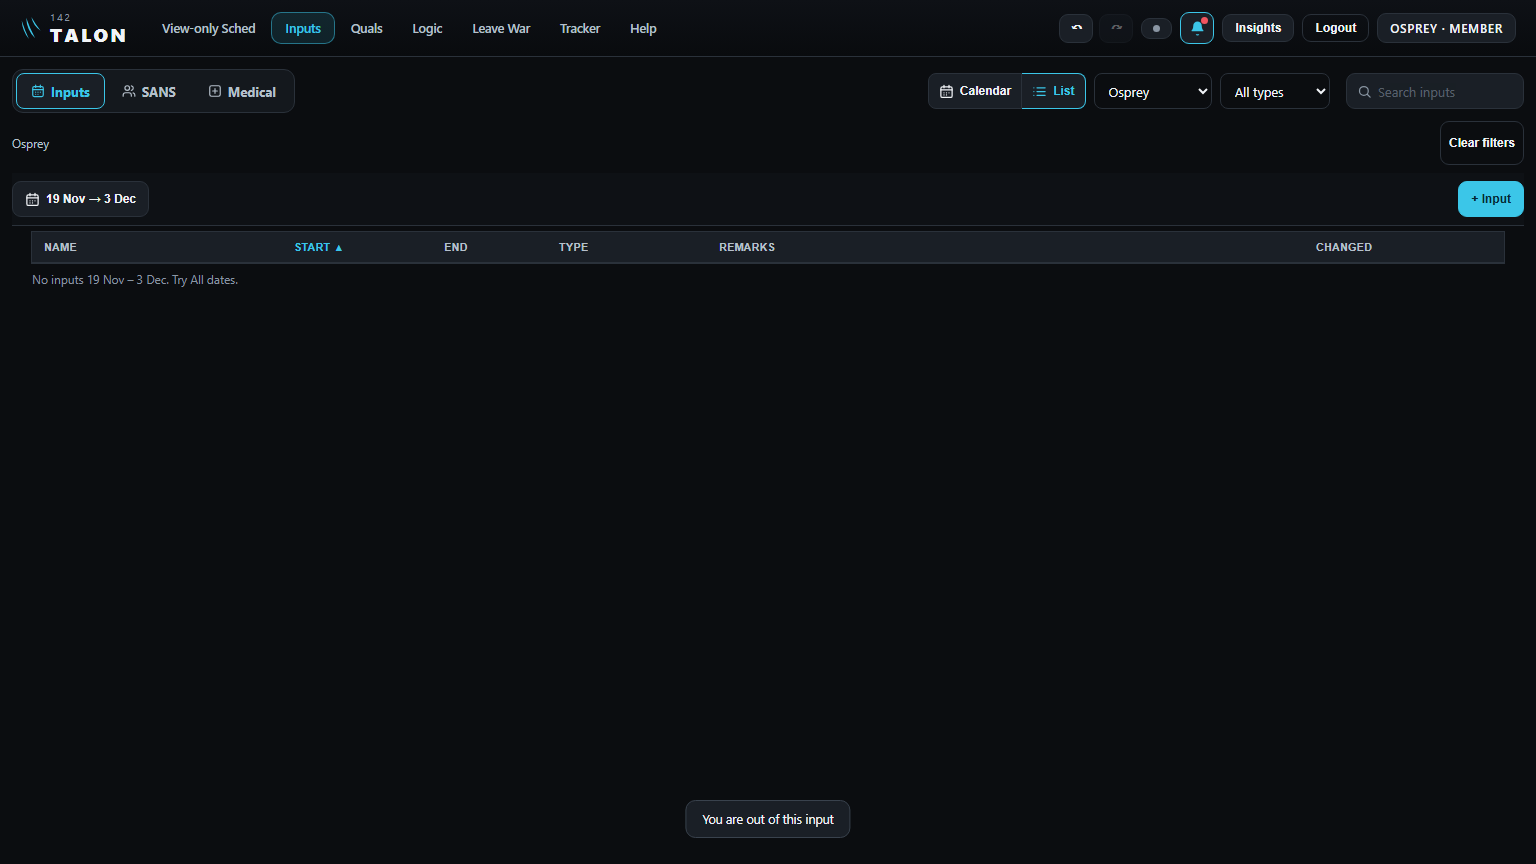 142
TALON
View-only Sched
Inputs
Quals
Logic
Leave War
Tracker
Help
Insights
Logout
OSPREY · MEMBER
Inputs
SANS
Medical
Calendar
List
Osprey
All types
Search inputs
Osprey
Clear filters
19 Nov → 3 Dec
+ Input
NAME START ▲ END TYPE REMARKS CHANGED
No inputs 19 Nov – 3 Dec. Try All dates.
You are out of this input